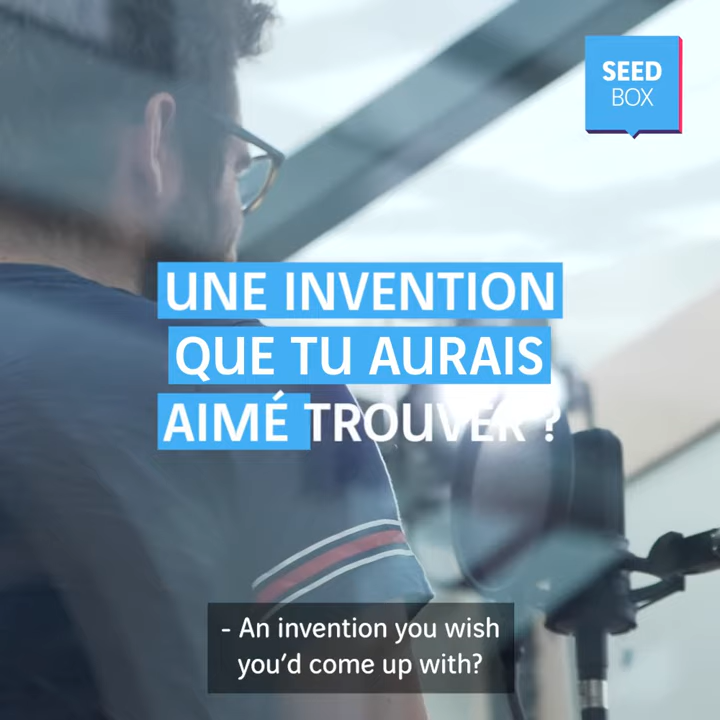 SEED
BOX
UNE INVENTION
QUE TU AURAIS
AIMÉ TROUVER ?
- An invention you wish
you'd come up with?